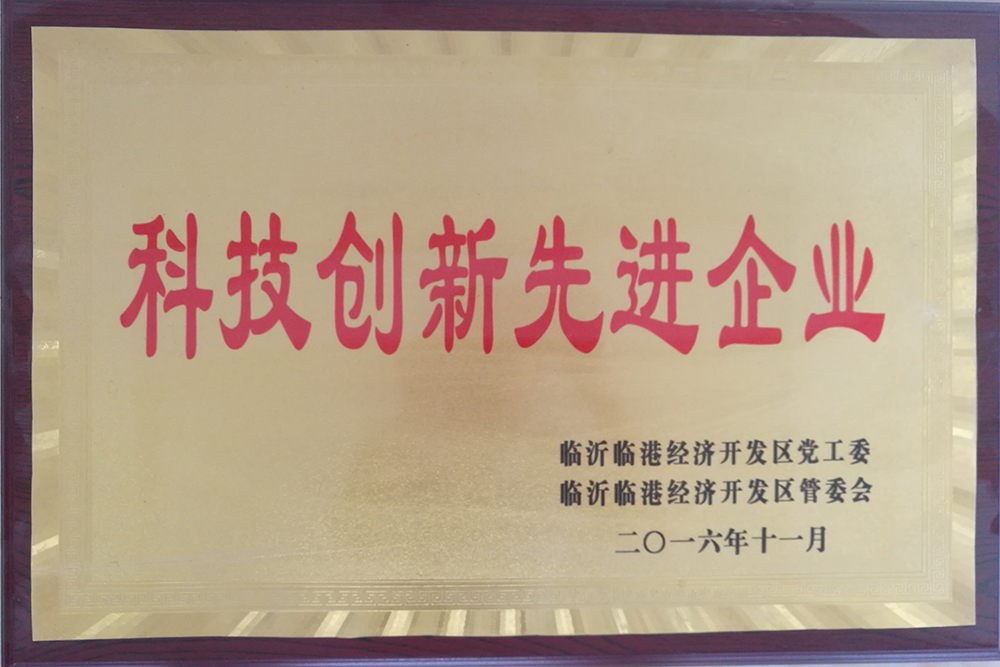 科技创新先进企业
临沂临港经济开发区党工委
临沂临港经济开发区管委会
二〇一六年十一月